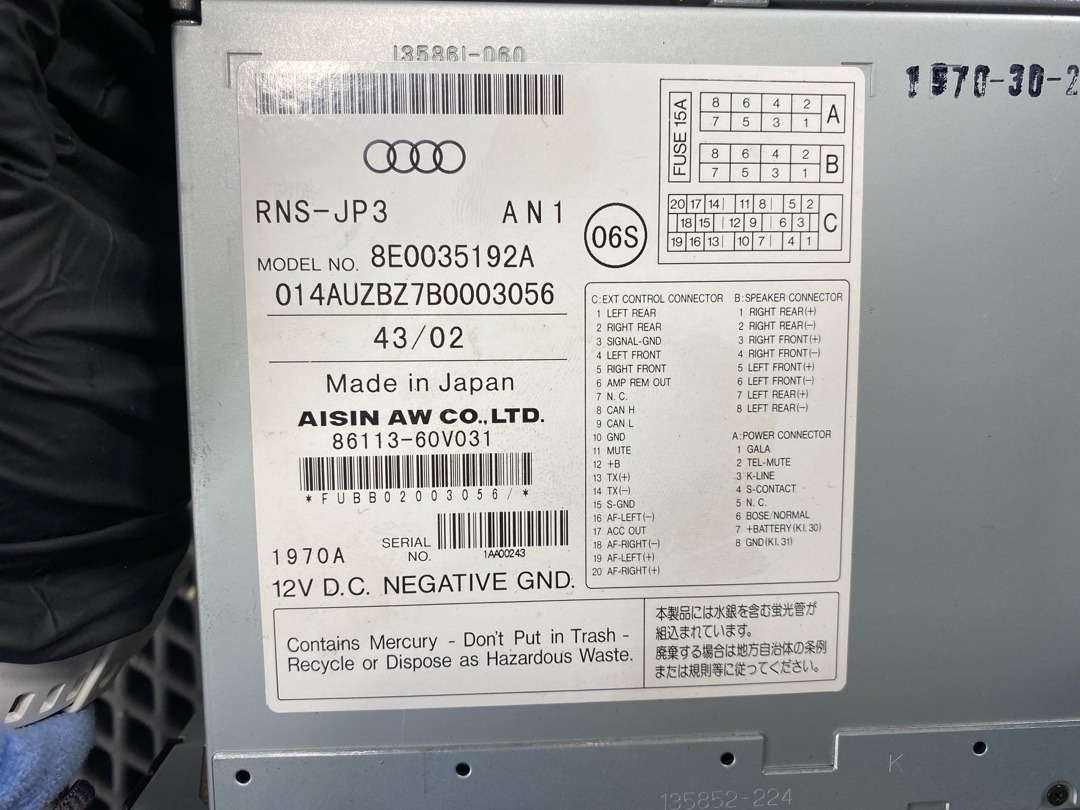 135861-060
1970-30-2
RNS-JP3 AN1
MODEL NO. 8E0035192A
014AUZBZ7B0003056
43/02
Made in Japan
AISIN AW CO.,LTD.
86113-60V031
*FUBB02003056/*
SERIAL NO.
1AA00243
1970A
12V D.C. NEGATIVE GND.
06S
FUSE 15A
8 6 4 2
7 5 3 1
A
8 6 4 2
7 5 3 1
B
20 17 14 11 8 5 2
18 15 12 9 6 3
19 16 13 10 7 4 1
C
C:EXT CONTROL CONNECTOR
1 LEFT REAR
2 RIGHT REAR
3 SIGNAL-GND
4 LEFT FRONT
5 RIGHT FRONT
6 AMP REM OUT
7 N. C.
8 CAN H
9 CAN L
10 GND
11 MUTE
12 +B
13 TX(+)
14 TX(-)
15 S-GND
16 AF-LEFT(-)
17 ACC OUT
18 AF-RIGHT(-)
19 AF-LEFT(+)
20 AF-RIGHT(+)
B:SPEAKER CONNECTOR
1 RIGHT REAR(+)
2 RIGHT REAR(-)
3 RIGHT FRONT(+)
4 RIGHT FRONT(-)
5 LEFT FRONT(+)
6 LEFT FRONT(-)
7 LEFT REAR(+)
8 LEFT REAR(-)
A:POWER CONNECTOR
1 GALA
2 TEL-MUTE
3 K-LINE
4 S-CONTACT
5 N. C.
6 BOSE/NORMAL
7 +BATTERY(KI. 30)
8 GND(KI. 31)
Contains Mercury - Don't Put in Trash -
Recycle or Dispose as Hazardous Waste.
本製品には水銀を含む蛍光管が
組込まれています。
廃棄する場合は地方自治体の条例
または規則等に従ってください。
K
135852-224